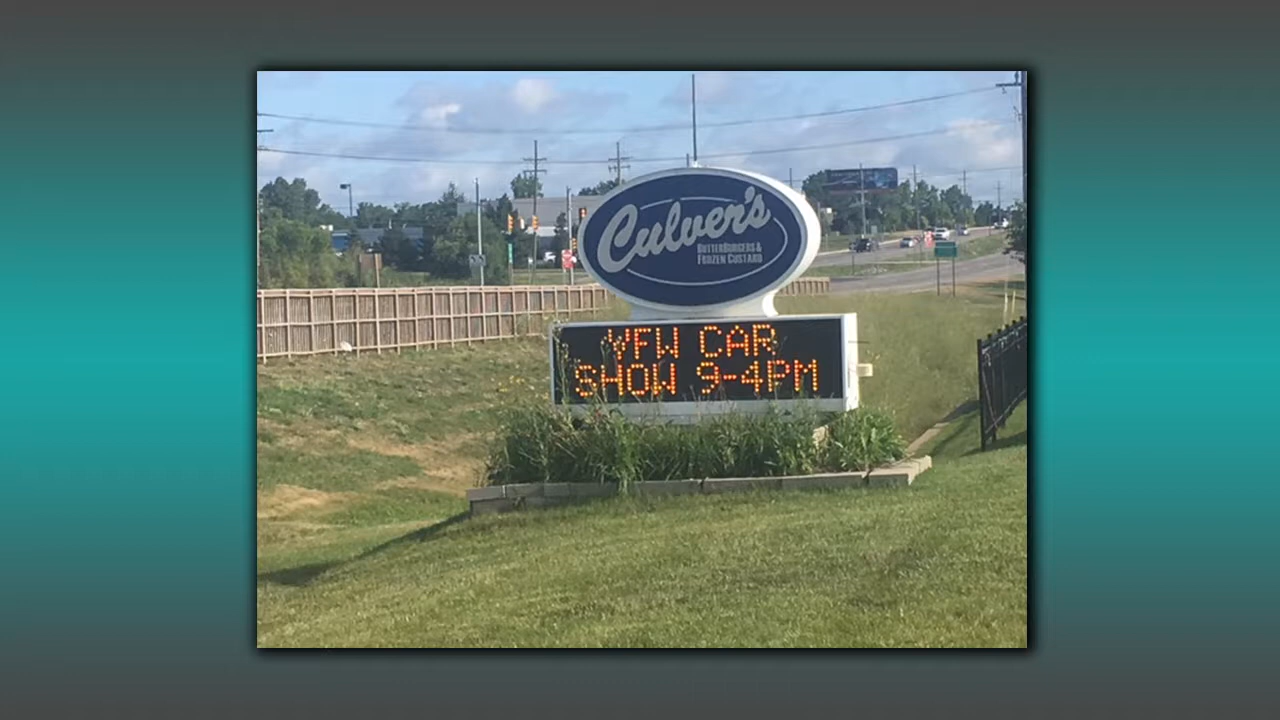 Culver's
ButterBurgers &
Frozen Custard
VFW CAR
SHOW 9-4PM